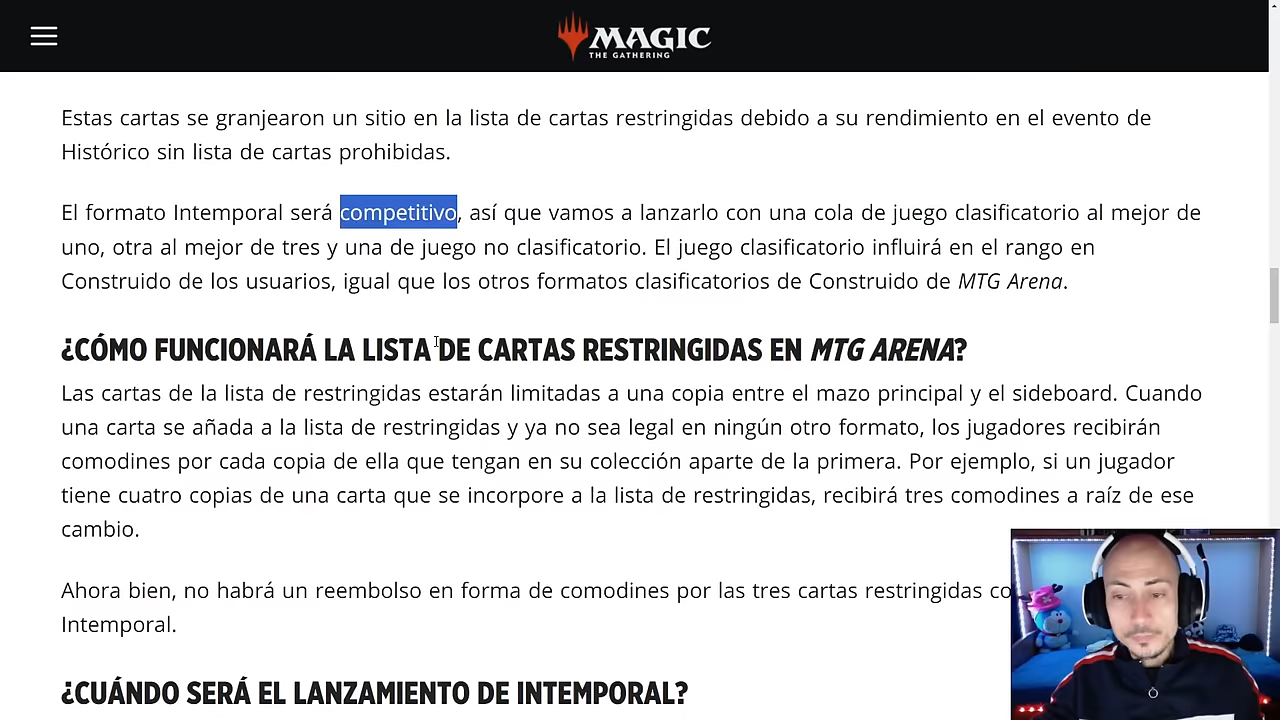 MAGIC
THE GATHERING
Estas cartas se granjearon un sitio en la lista de cartas restringidas debido a su rendimiento en el evento de
Histórico sin lista de cartas prohibidas.
El formato Intemporal será competitivo, así que vamos a lanzarlo con una cola de juego clasificatorio al mejor de
uno, otra al mejor de tres y una de juego no clasificatorio. El juego clasificatorio influirá en el rango en
Construido de los usuarios, igual que los otros formatos clasificatorios de Construido de MTG Arena.
¿CÓMO FUNCIONARÁ LA LISTA DE CARTAS RESTRINGIDAS EN MTG ARENA?
Las cartas de la lista de restringidas estarán limitadas a una copia entre el mazo principal y el sideboard. Cuando
una carta se añada a la lista de restringidas y ya no sea legal en ningún otro formato, los jugadores recibirán
comodines por cada copia de ella que tengan en su colección aparte de la primera. Por ejemplo, si un jugador
tiene cuatro copias de una carta que se incorpore a la lista de restringidas, recibirá tres comodines a raíz de ese
cambio.
Ahora bien, no habrá un reembolso en forma de comodines por las tres cartas restringidas co
Intemporal.
¿CUÁNDO SERÁ EL LANZAMIENTO DE INTEMPORAL?